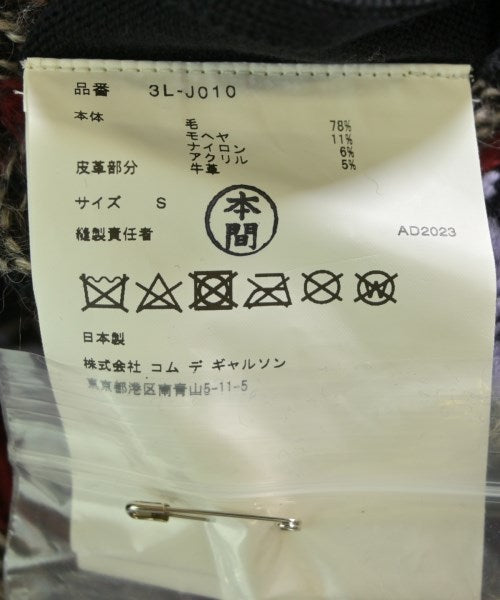 品番 3L-J010
本体 毛 78%
モヘヤ 11%
ナイロン 6%
アクリル 5%
皮革部分 牛革
サイズ S
本間
縫製責任者 AD2023
W
日本製
株式会社 コム デ ギャルソン
東京都港区南青山5-11-5